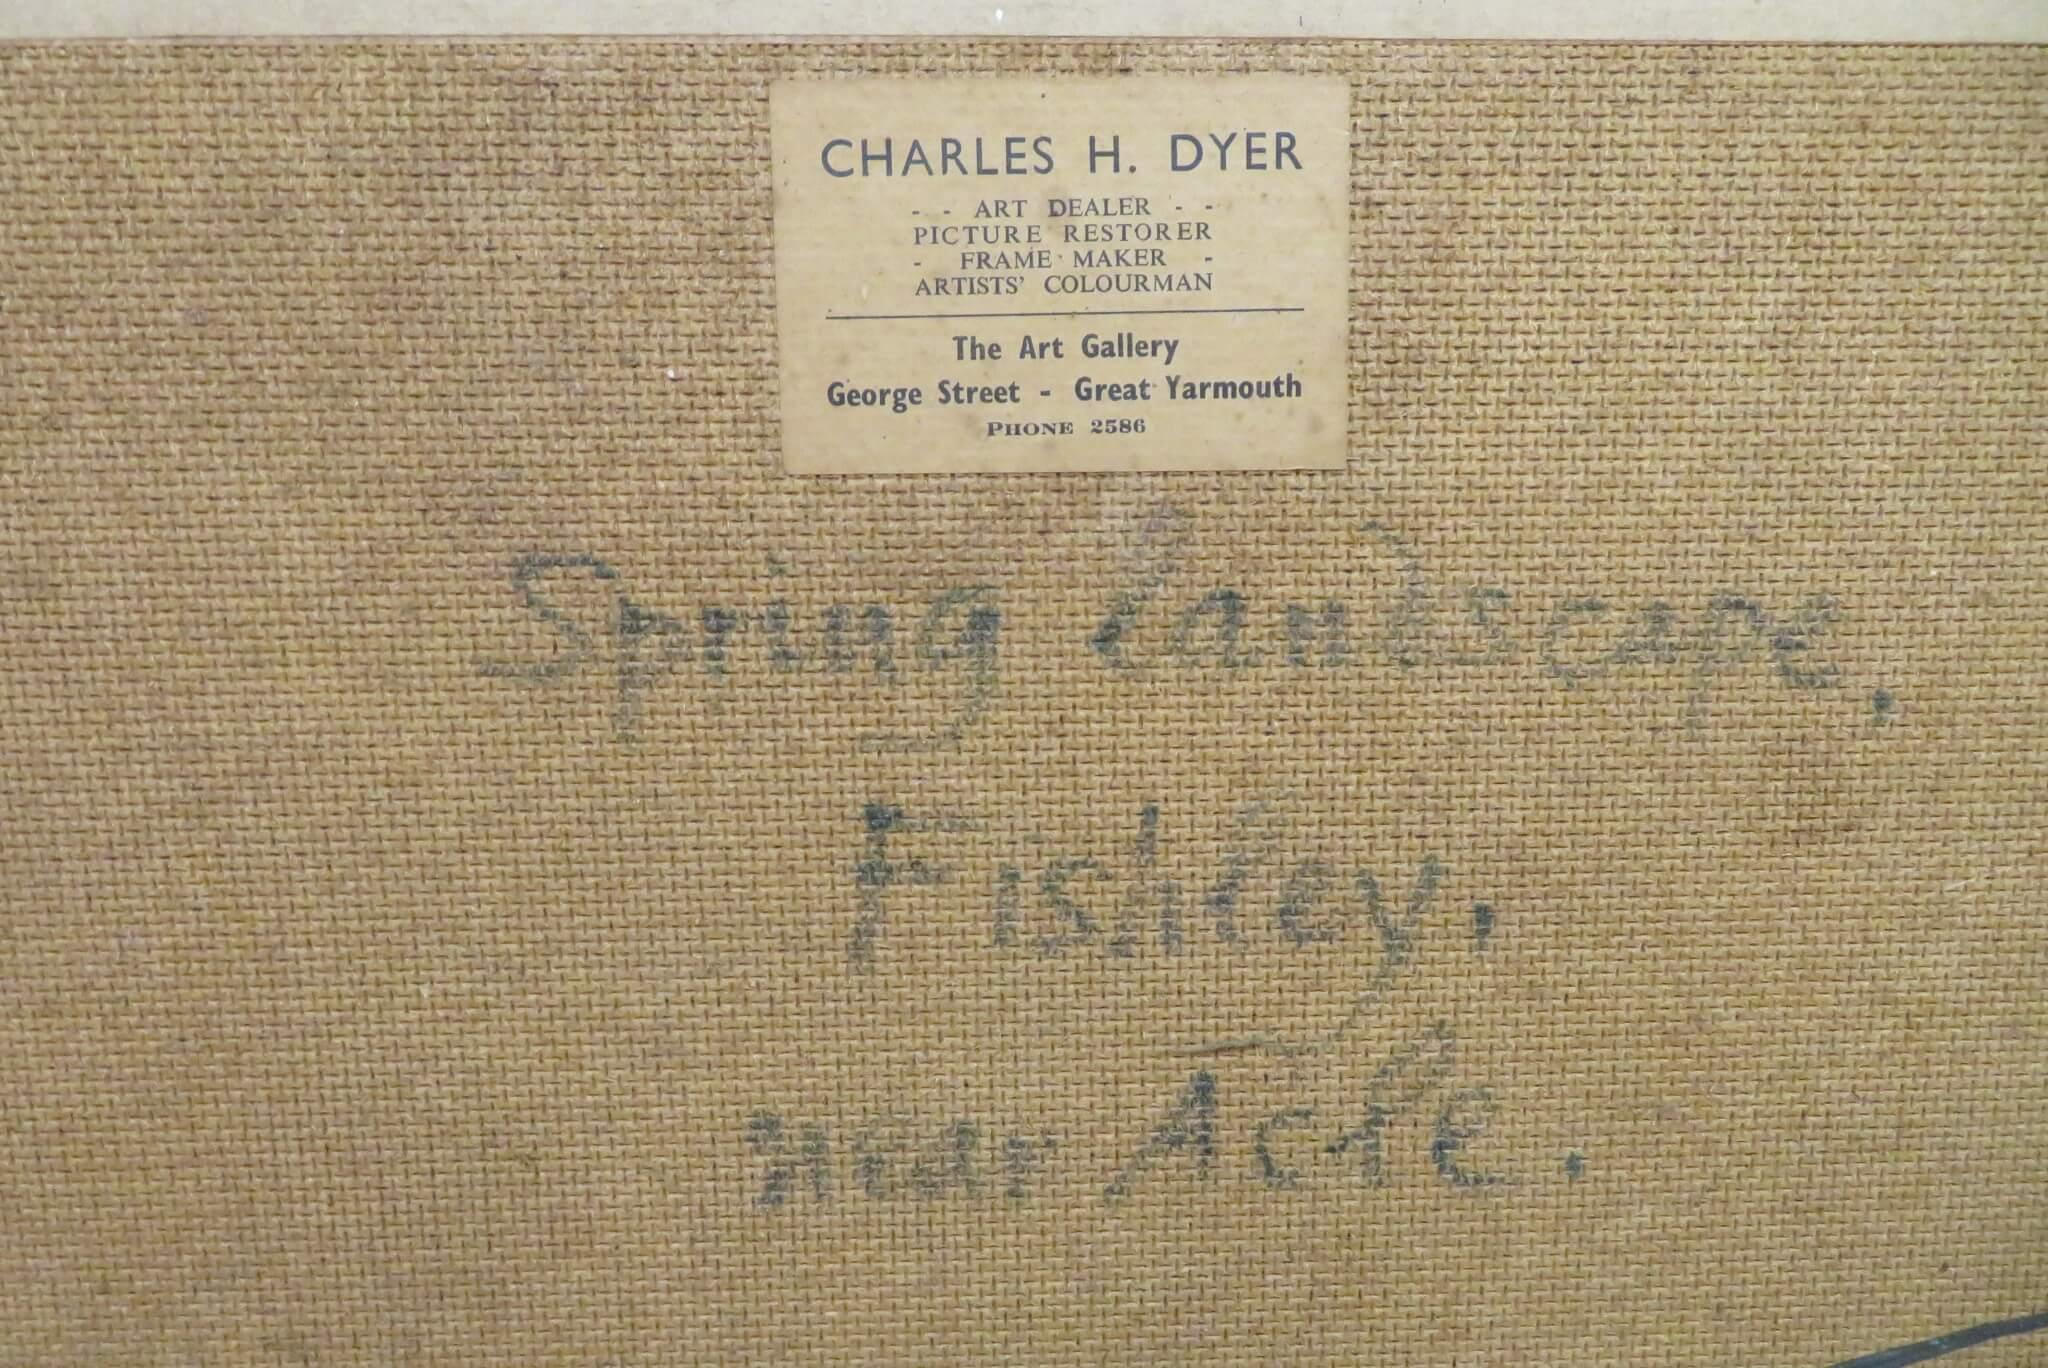 CHARLES H. DYER
- - ART DEALER - -
PICTURE RESTORER
- FRAME MAKER -
ARTISTS' COLOURMAN
The Art Gallery
George Street - Great Yarmouth
PHONE 2586
Spring landscape,
Fishley,
near Acle.